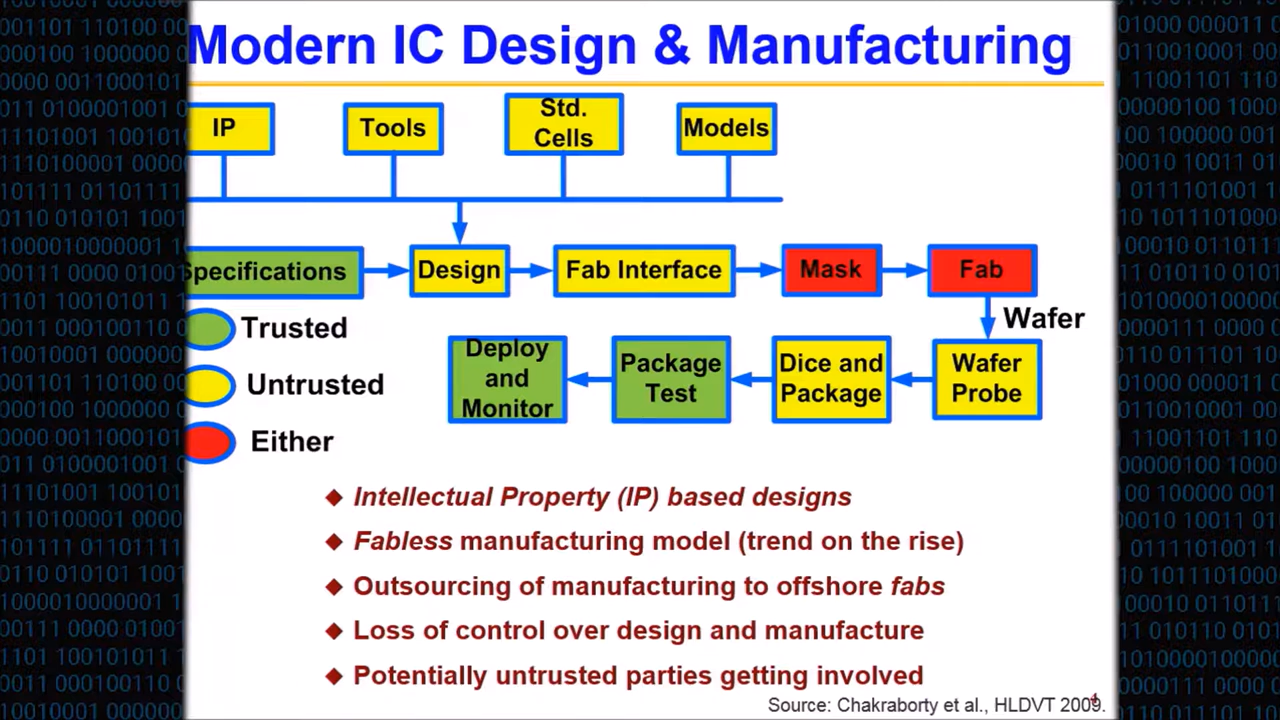 Modern IC Design & Manufacturing
IP
Tools
Std.
Cells
Models
Specifications
Design
Fab Interface
Mask
Fab
Wafer
Trusted
Untrusted
Either
Deploy
and
Monitor
Package
Test
Dice and
Package
Wafer
Probe
◆ Intellectual Property (IP) based designs
◆ Fabless manufacturing model (trend on the rise)
◆ Outsourcing of manufacturing to offshore fabs
◆ Loss of control over design and manufacture
◆ Potentially untrusted parties getting involved
Source: Chakraborty et al., HLDVT 2009.
4